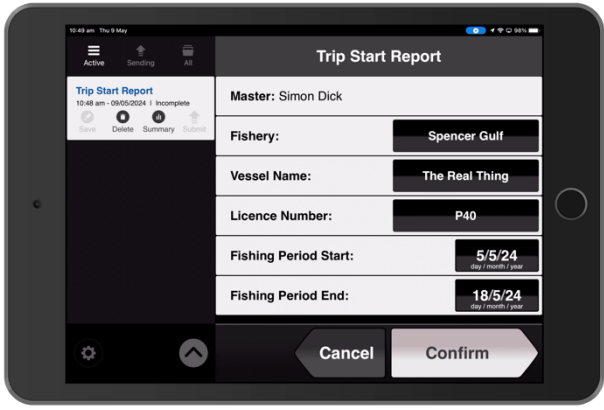 10:49 am Thu 9 May
98%
Active
Sending
All
Trip Start Report
10:48 am - 09/05/2024 | Incomplete
Save
Delete
Summary
Submit
Trip Start Report
Master: Simon Dick
Fishery:
Spencer Gulf
Vessel Name:
The Real Thing
Licence Number:
P40
Fishing Period Start:
5/5/24
day / month / year
Fishing Period End:
18/5/24
day / month / year
Cancel
Confirm